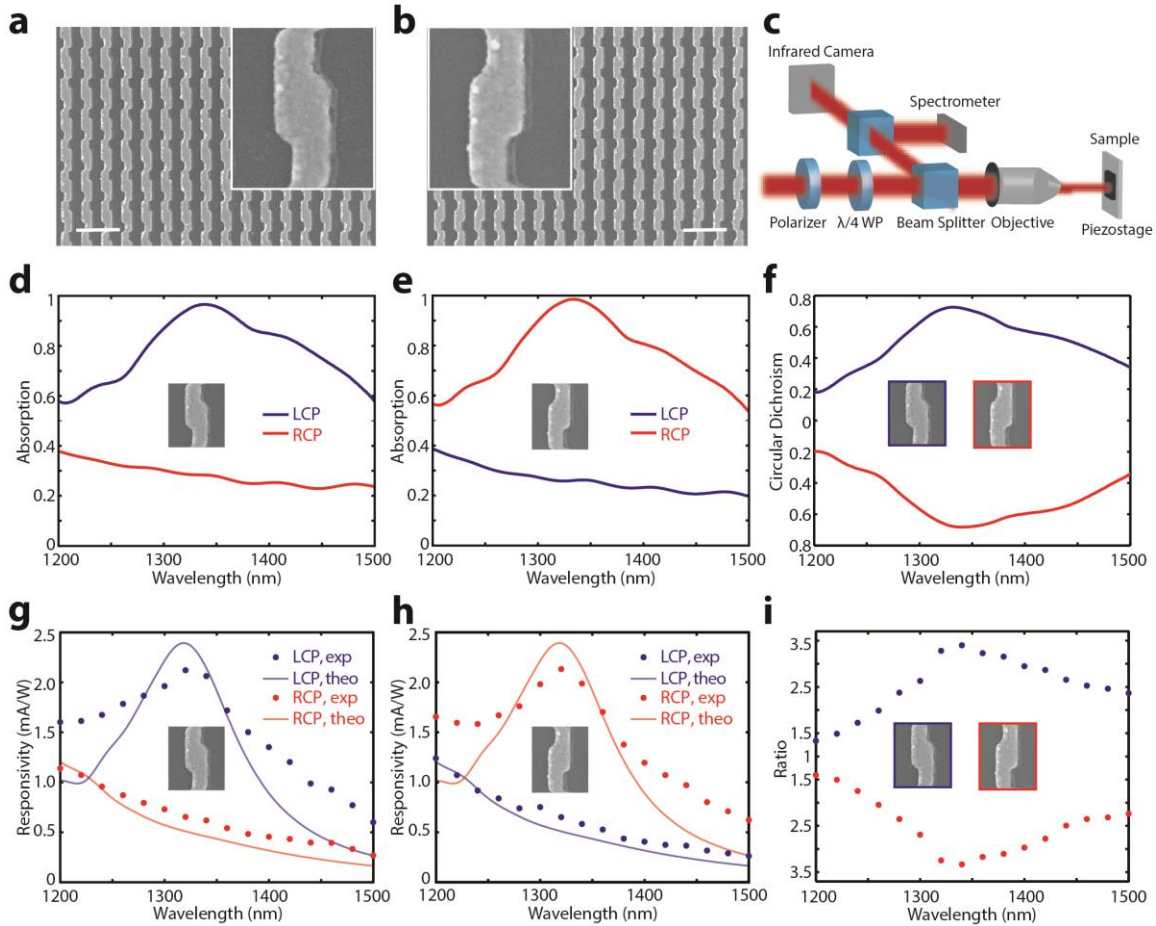 a
b
c
Infrared Camera
Spectrometer
Sample
Polarizer
λ/4 WP
Beam Splitter
Objective
Piezostage
d
1
0.8
0.6
0.4
0.2
0
Absorption
LCP
RCP
1200
1300
1400
1500
Wavelength (nm)
e
1
0.8
0.6
0.4
0.2
0
Absorption
LCP
RCP
1200
1300
1400
1500
Wavelength (nm)
f
0.8
0.6
0.4
0.2
0
0.2
0.4
0.6
0.8
Circular Dichroism
1200
1300
1400
1500
Wavelength (nm)
g
2.5
2.0
1.5
1.0
0.5
0
Responsivity (mA/W)
LCP, exp
LCP, theo
RCP, exp
RCP, theo
1200
1300
1400
1500
Wavelength (nm)
h
2.5
2.0
1.5
1.0
0.5
0
Responsivity (mA/W)
LCP, exp
LCP, theo
RCP, exp
RCP, theo
1200
1300
1400
1500
Wavelength (nm)
i
3.5
2.5
1.5
1
1.5
2.5
3.5
Ratio
1200
1300
1400
1500
Wavelength (nm)